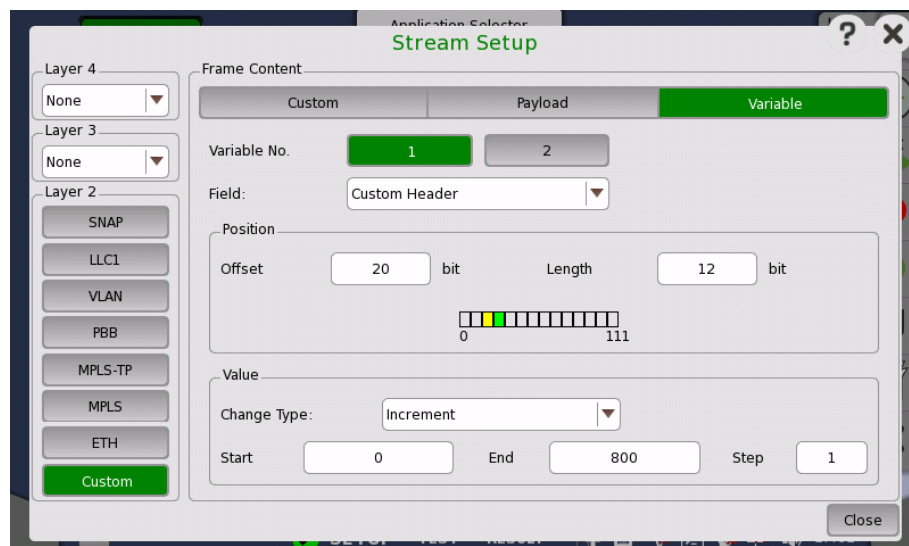 Application Selector
Stream Setup
?
Layer 4
None
Layer 3
None
Layer 2
SNAP
LLC1
VLAN
PBB
MPLS-TP
MPLS
ETH
Custom
Frame Content
Custom Payload Variable
Variable No. 1 2
Field: Custom Header
Position
Offset 20 bit Length 12 bit
0 111
Value
Change Type: Increment
Start 0 End 800 Step 1
Close